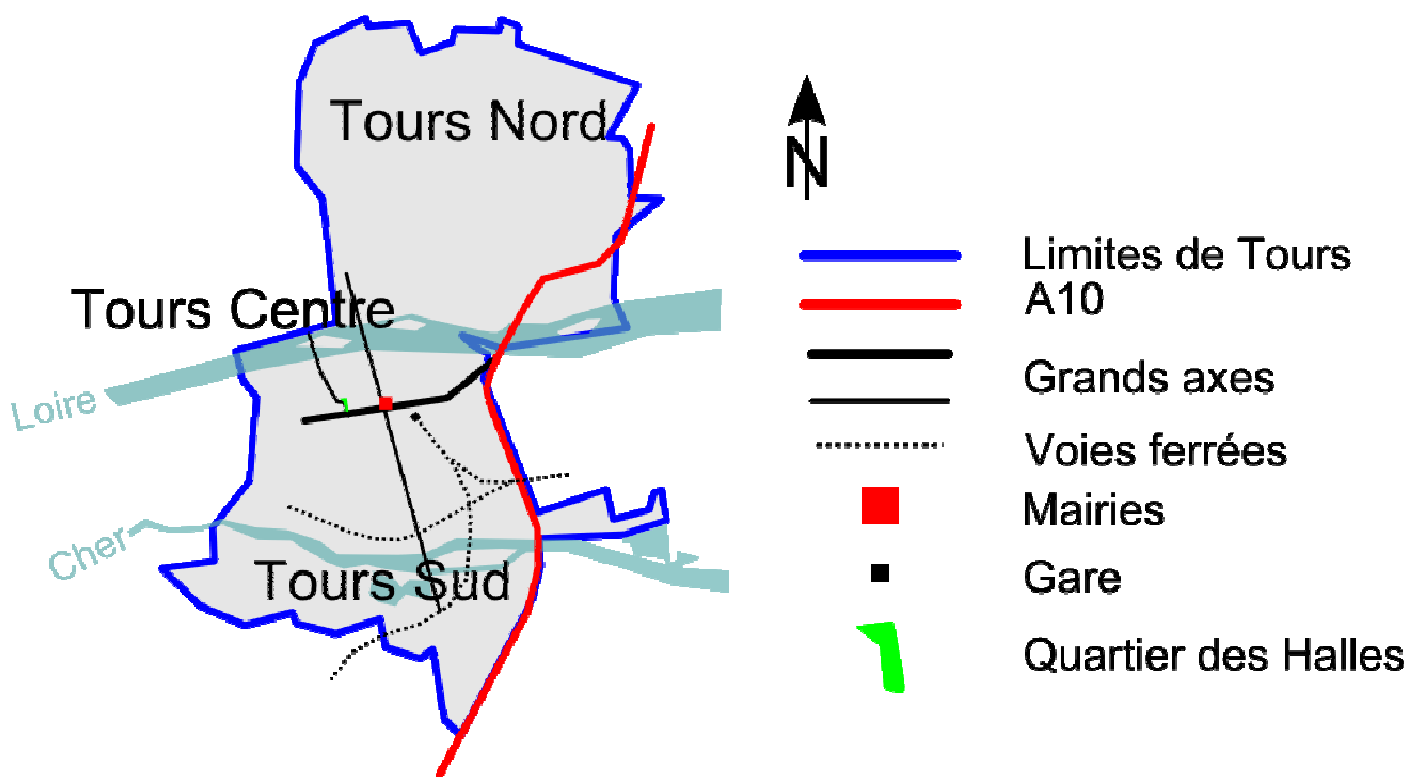 Tours Nord
Tours Centre
Loire
Cher
Tours Sud
N
Limites de Tours
A10
Grands axes
Voies ferrées
Mairies
Gare
Quartier des Halles